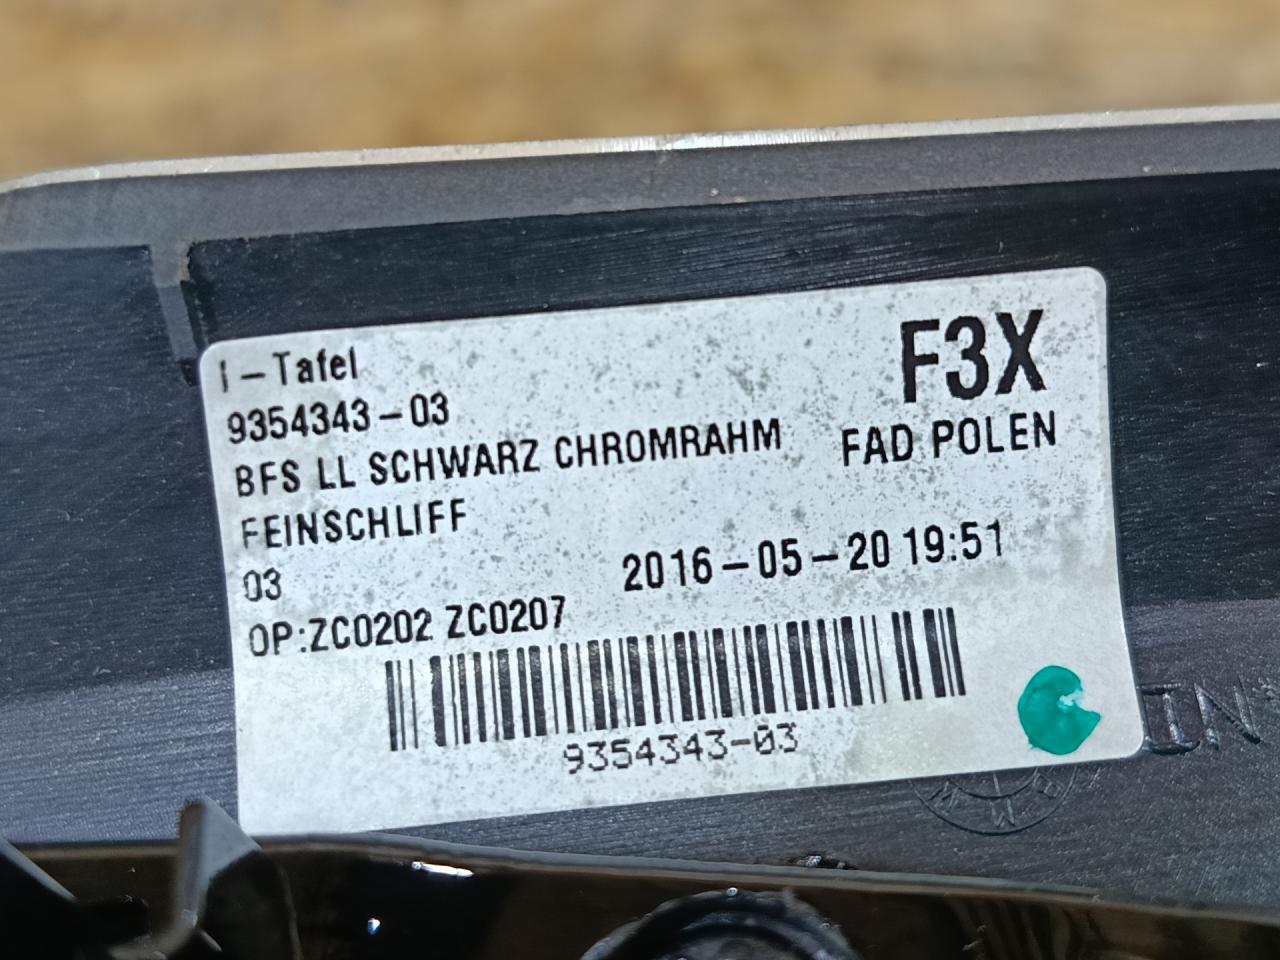 I-Tafel
F3X
9354343-03
BFS LL SCHWARZ CHROMRAHM
FAD POLEN
FEINSCHLIFF
03
2016-05-20 19:51
OP:ZC0202 ZC0207
9354343-03